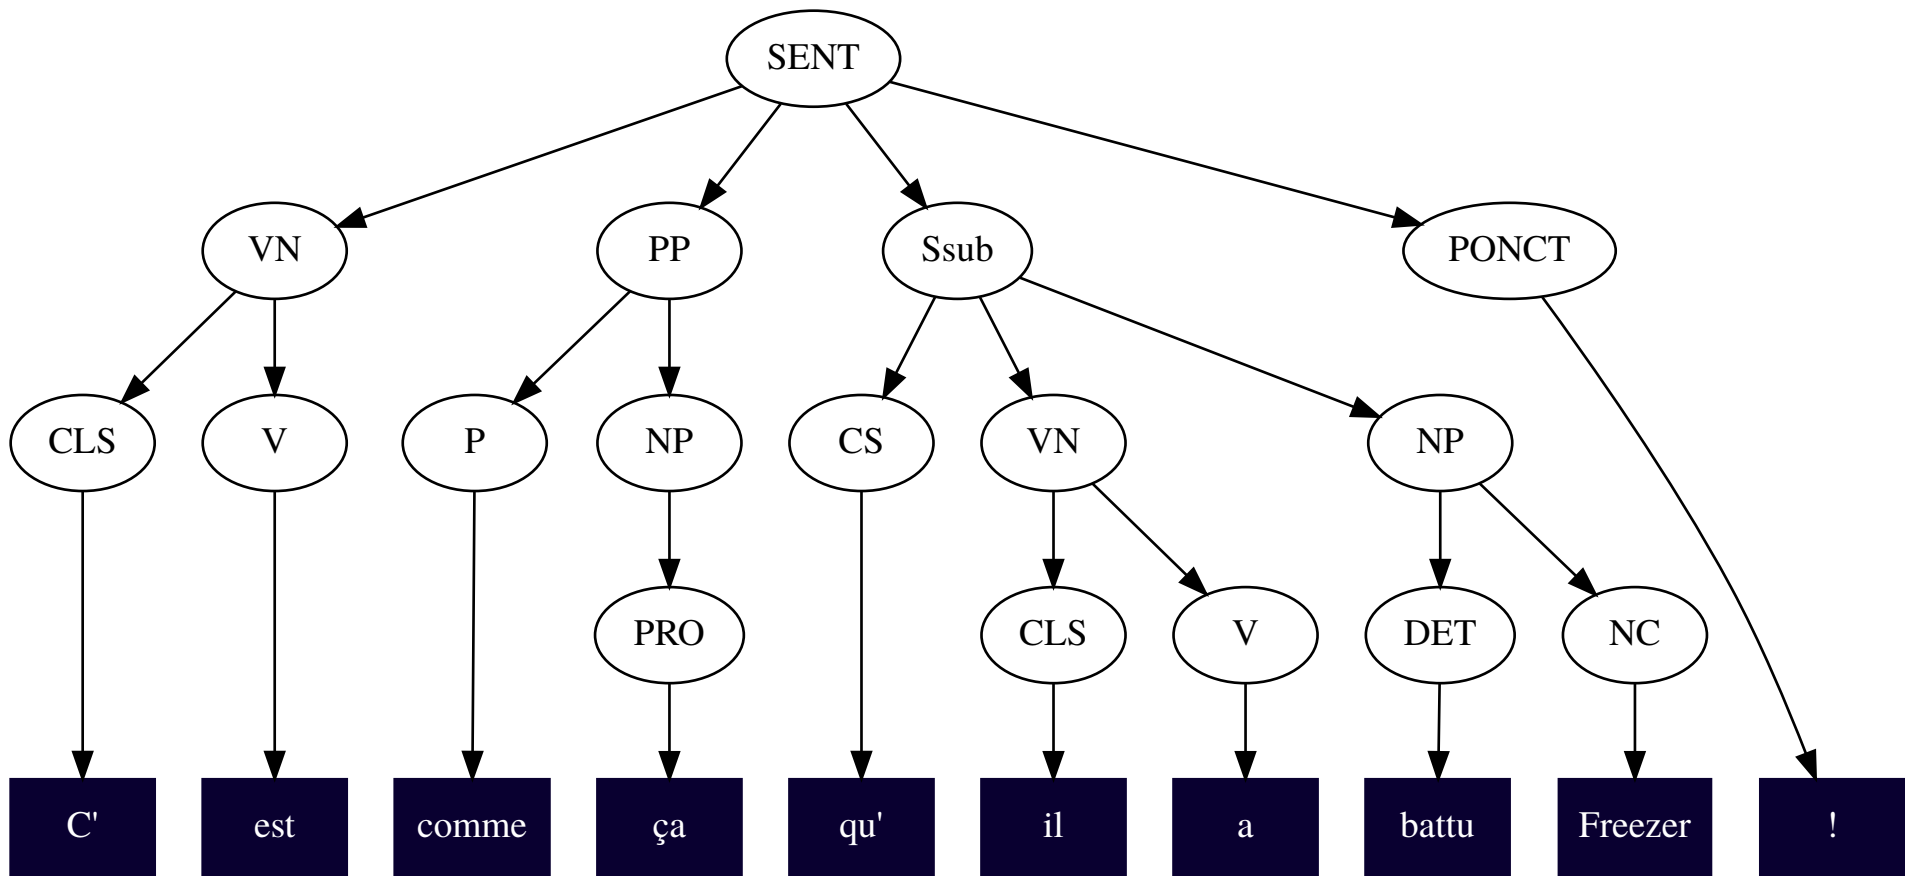 SENT
VN PP Ssub PONCT
CLS V P NP CS VN NP
PRO CLS V DET NC
C' est comme ça qu' il a battu Freezer !